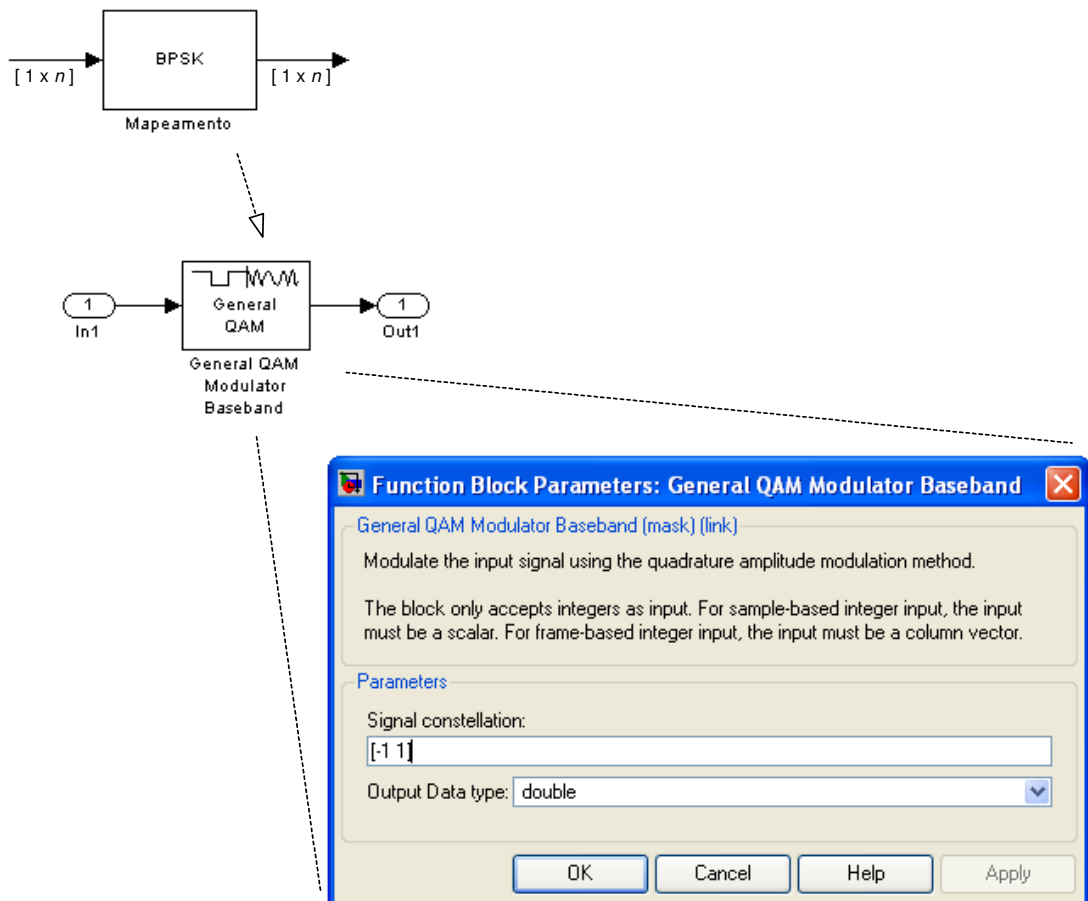 BPSK
[ 1 x n ]
[ 1 x n ]
Mapeamento
1
General
QAM
1
In1
Out1
General QAM
Modulator
Baseband
Function Block Parameters: General QAM Modulator Baseband
General QAM Modulator Baseband (mask) (link)
Modulate the input signal using the quadrature amplitude modulation method.
The block only accepts integers as input. For sample-based integer input, the input
must be a scalar. For frame-based integer input, the input must be a column vector.
Parameters
Signal constellation:
[-1 1]
Output Data type: double
OK Cancel Help Apply